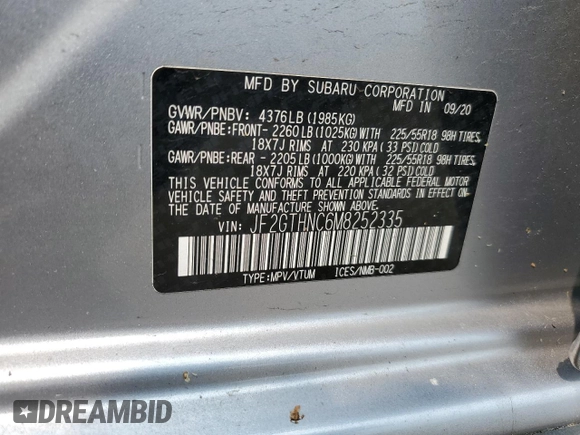 MFD BY SUBARU CORPORATION
MFD IN 09/20
GVWR/PNBV: 4376LB (1985KG)
GAWR/PNBE:FRONT- 2260LB (1025KG) WITH 225/55R18 98H TIRES,
18X7J RIMS AT 230 KPA (33 PSI) COLD
GAWR/PNBE:REAR - 2205LB (1000KG) WITH 225/55R18 98H TIRES,
18X7J RIMS AT 220 KPA (32 PSI) COLD
THIS VEHICLE CONFORMS TO ALL APPLICABLE FEDERAL MOTOR
VEHICLE SAFETY AND THEFT PREVENTION STANDARDS IN EFFECT ON-
THE DATE OF MANUFACTURE SHOWN ABOVE.
VIN: JF2GTHNC6M8252335
TYPE:MPV/VTUM ICES/NMB-002
DREAMBID